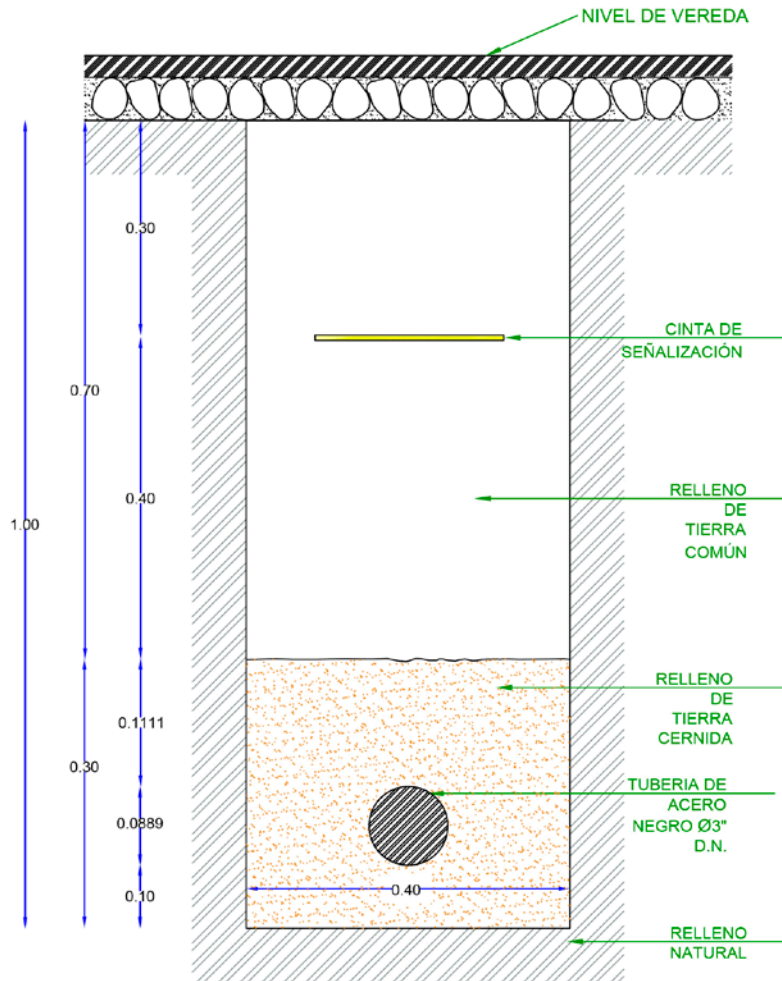 NIVEL DE VEREDA
0.30
CINTA DE
SEÑALIZACIÓN
0.70
0.40
1.00
RELLENO
DE
TIERRA
COMÚN
RELLENO
DE
TIERRA
CERNIDA
0.1111
0.30
TUBERIA DE
ACERO
NEGRO Ø3"
D.N.
0.0889
0.10
0.40
RELLENO
NATURAL